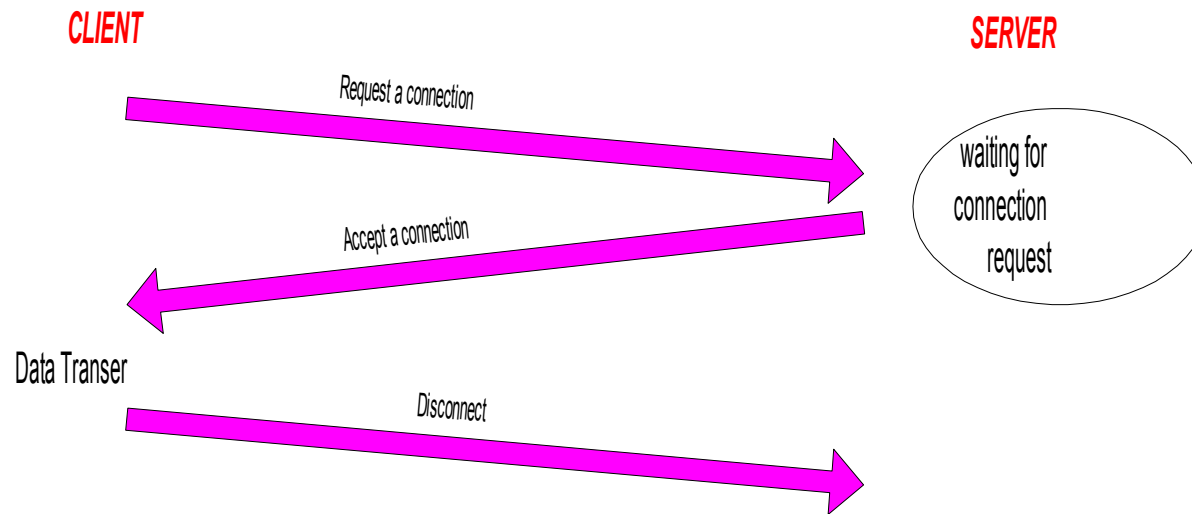 CLIENT
SERVER
Request a connection
waiting for
connection
request
Accept a connection
Data Transer
Disconnect